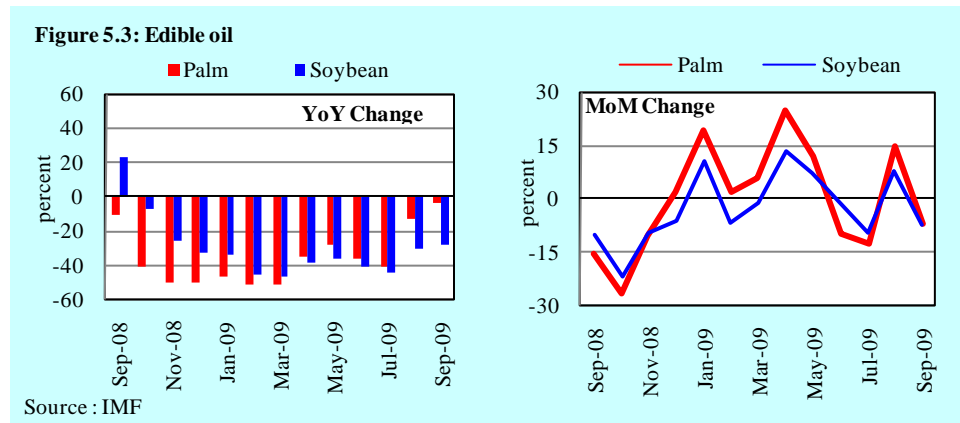 Figure 5.3: Edible oil
Palm Soybean
YoY Change
percent
60
40
20
0
-20
-40
-60
Sep-08 Nov-08 Jan-09 Mar-09 May-09 Jul-09 Sep-09
Palm Soybean
MoM Change
percent
30
15
0
-15
-30
Sep-08 Nov-08 Jan-09 Mar-09 May-09 Jul-09 Sep-09
Source : IMF